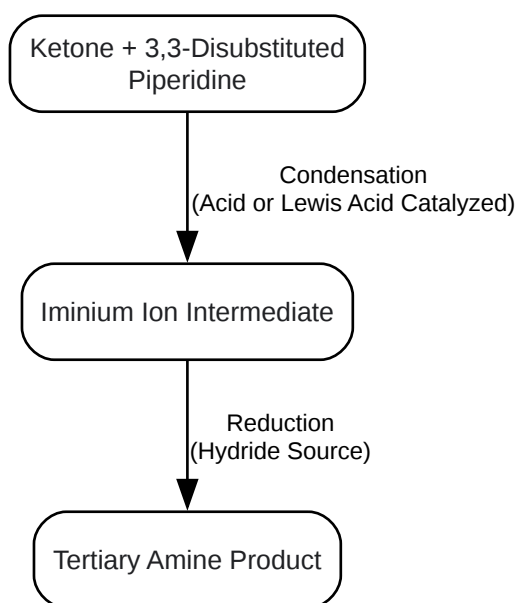 Ketone + 3,3-Disubstituted
Piperidine
Condensation
(Acid or Lewis Acid Catalyzed)
Iminium Ion Intermediate
Reduction
(Hydride Source)
Tertiary Amine Product